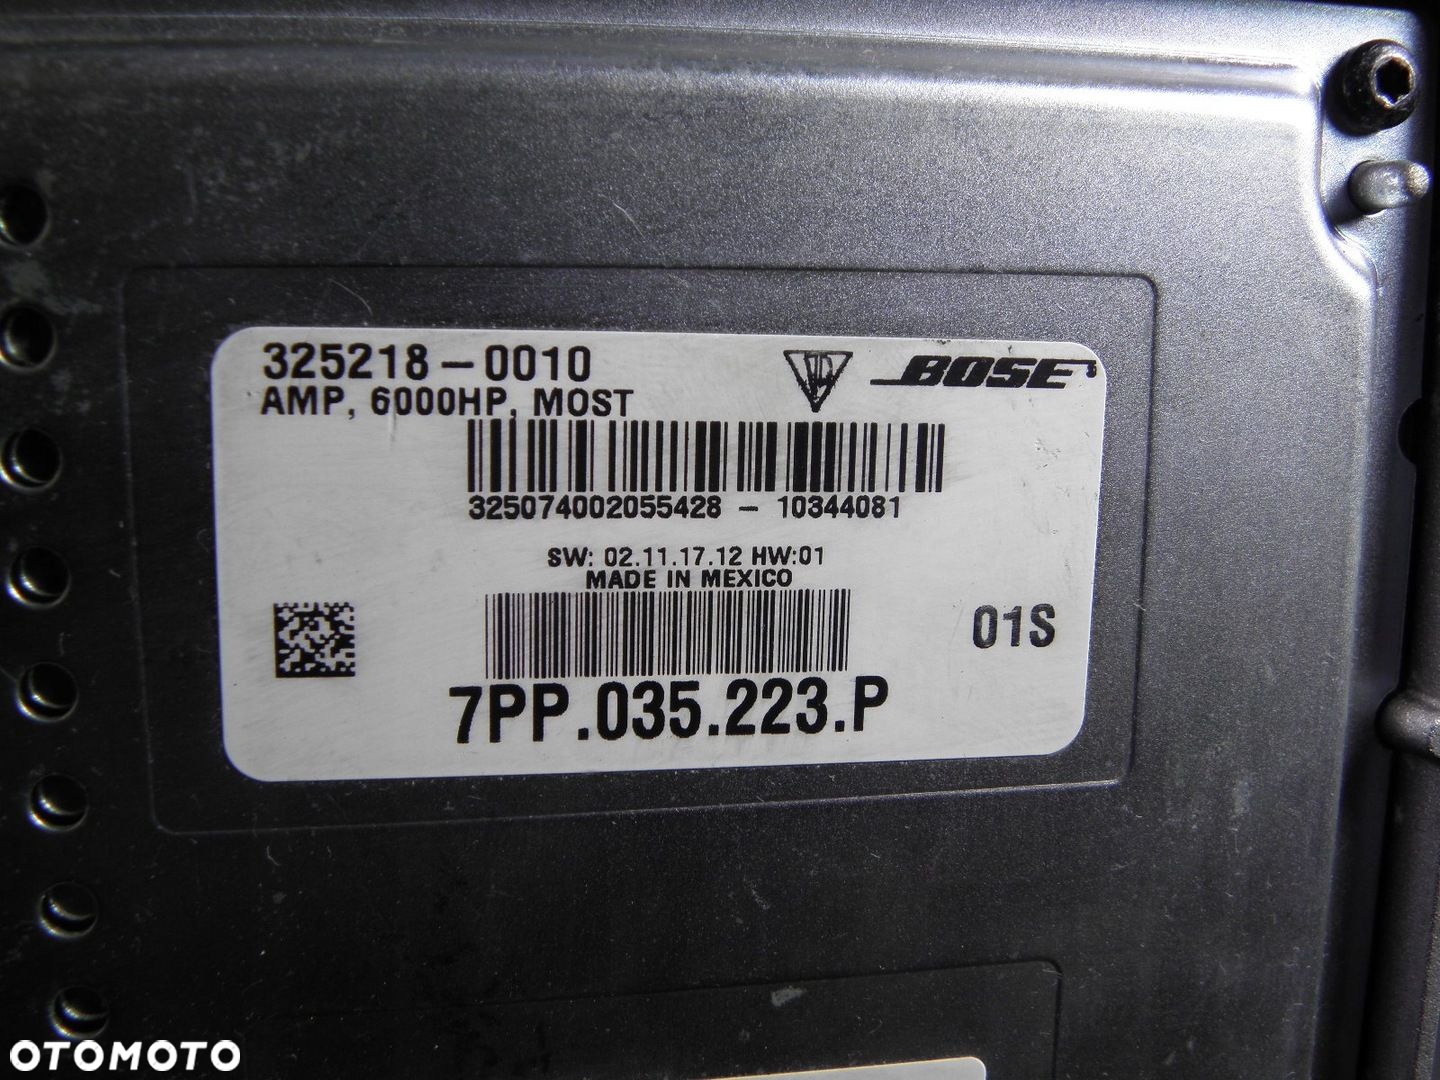 325218-0010
AMP, 6000HP, MOST
BOSE
325074002055428 - 10344081
SW: 02.11.17.12 HW:01
MADE IN MEXICO
01S
7PP.035.223.P
OTOMOTO